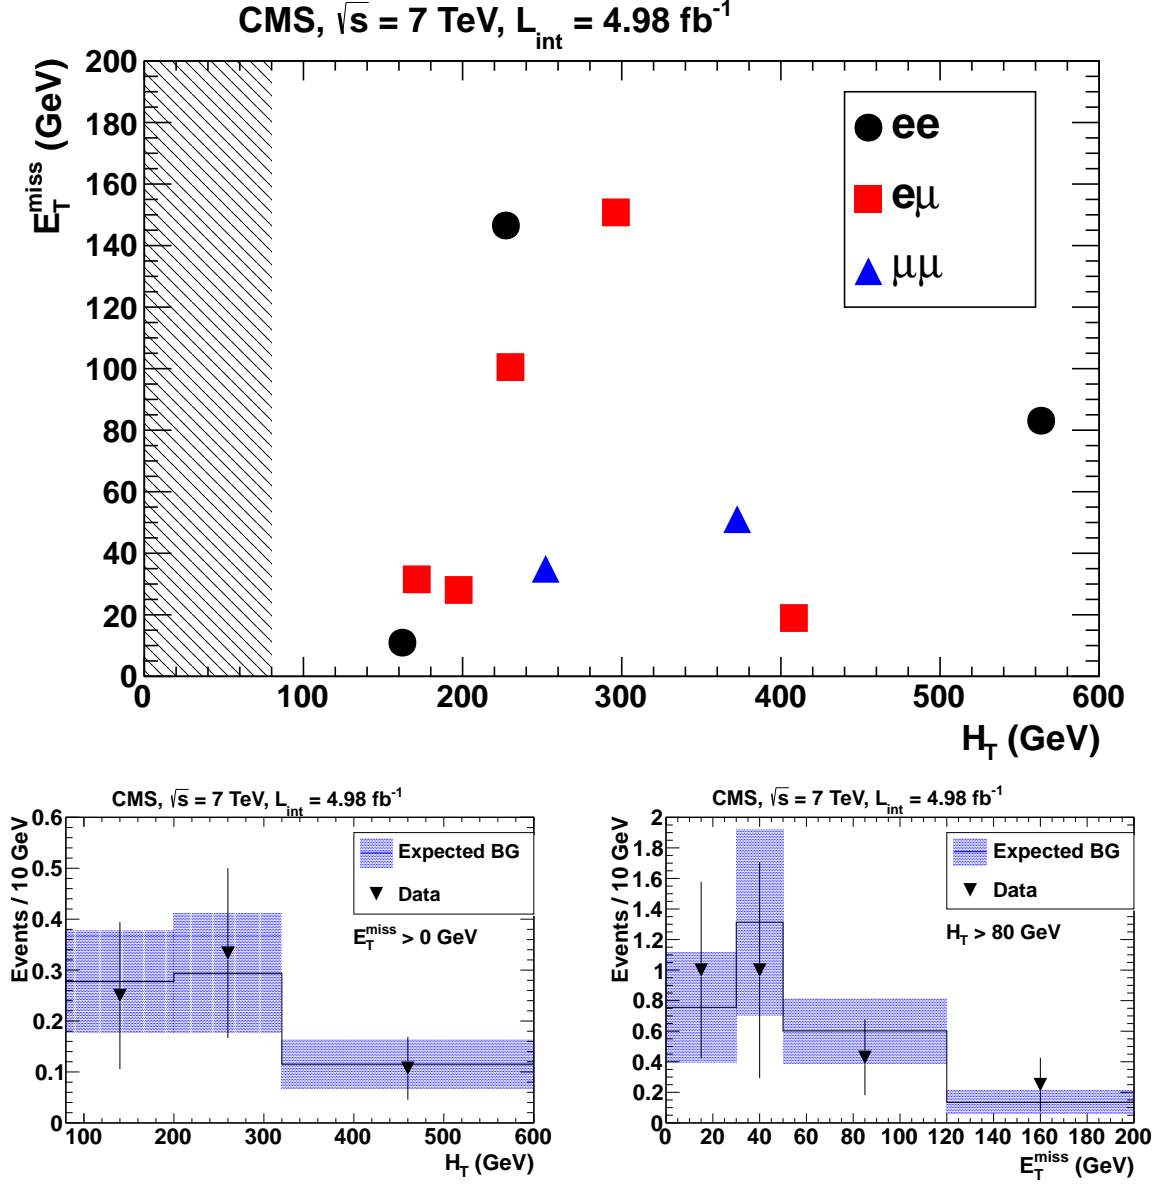 CMS, √s = 7 TeV, L_int = 4.98 fb⁻¹
E_T^miss (GeV)
200
180
160
140
120
100
80
60
40
20
0
ee
eμ
μμ
0 100 200 300 400 500 600
H_T (GeV)
CMS, √s = 7 TeV, L_int = 4.98 fb⁻¹
Events / 10 GeV
0.6
0.5
0.4
0.3
0.2
0.1
0
Expected BG
Data
E_T^miss > 0 GeV
100 200 300 400 500 600
H_T (GeV)
CMS, √s = 7 TeV, L_int = 4.98 fb⁻¹
Events / 10 GeV
2
1.8
1.6
1.4
1.2
1
0.8
0.6
0.4
0.2
0
Expected BG
Data
H_T > 80 GeV
0 20 40 60 80 100 120 140 160 180 200
E_T^miss (GeV)